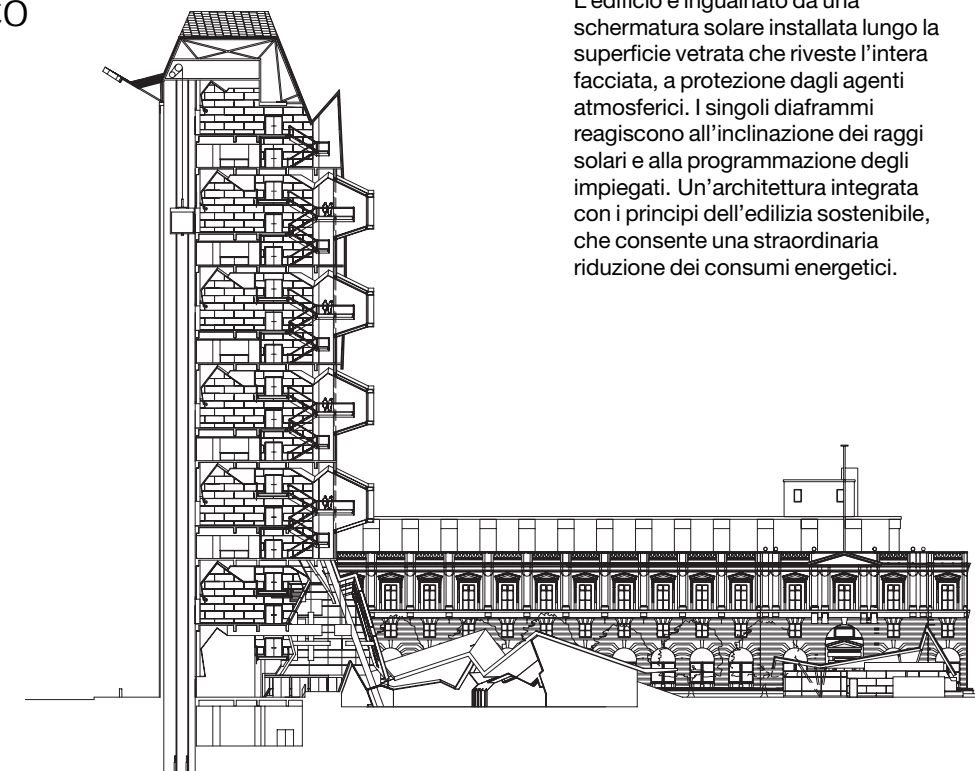 co
L’edificio è inguainato da una
schermatura solare installata lungo la
superficie vetrata che riveste l’intera
facciata, a protezione dagli agenti
atmosferici. I singoli diaframmi
reagiscono all’inclinazione dei raggi
solari e alla programmazione degli
impiegati. Un’architettura integrata
con i principi dell’edilizia sostenibile,
che consente una straordinaria
riduzione dei consumi energetici.